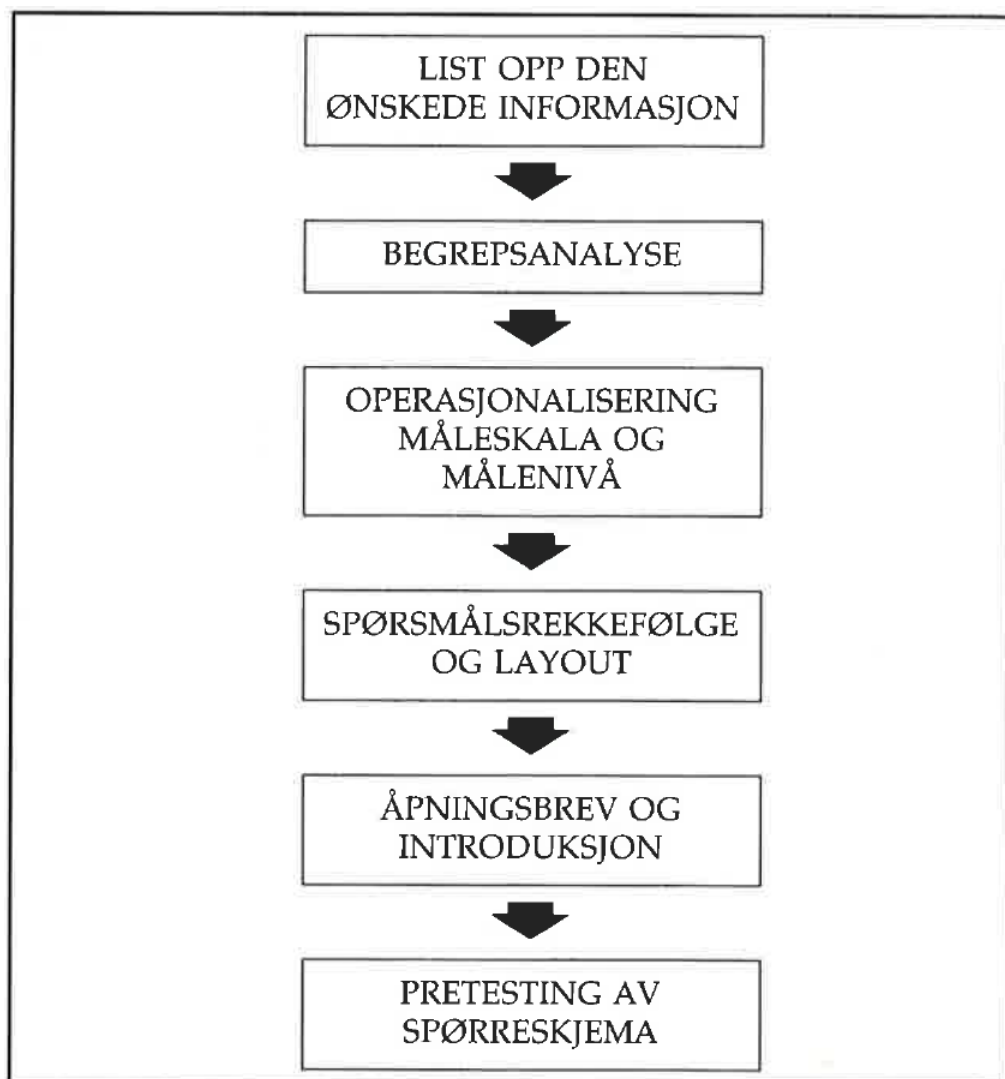 LIST OPP DEN
ØNSKEDE INFORMASJON
BEGREPSANALYSE
OPERASJONALISERING
MÅLESKALA OG
MÅLENIVÅ
SPØRSMÅLSREKKEFØLGE
OG LAYOUT
ÅPNINGSBREV OG
INTRODUKSJON
PRETESTING AV
SPØRRESKJEMA